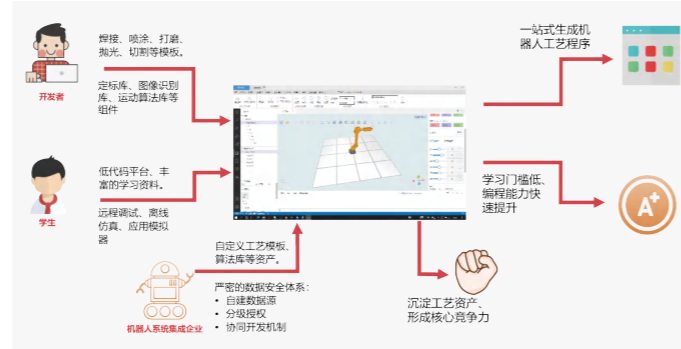 焊接、喷涂、打磨、
抛光、切割等模板。
定标库、图像识别
库、运动算法库等
组件
开发者
低代码平台、丰
富的学习资料。
远程调试、离线
仿真、应用模拟
器
学生
自定义工艺模板、
算法库等资产。
严密的数据安全体系：
• 自建数据源
• 分级授权
• 协同开发机制
机器人系统集成企业
一站式生成机
器人工艺程序
学习门槛低、
编程能力快
速提升
A+
沉淀工艺资产、
形成核心竞争力